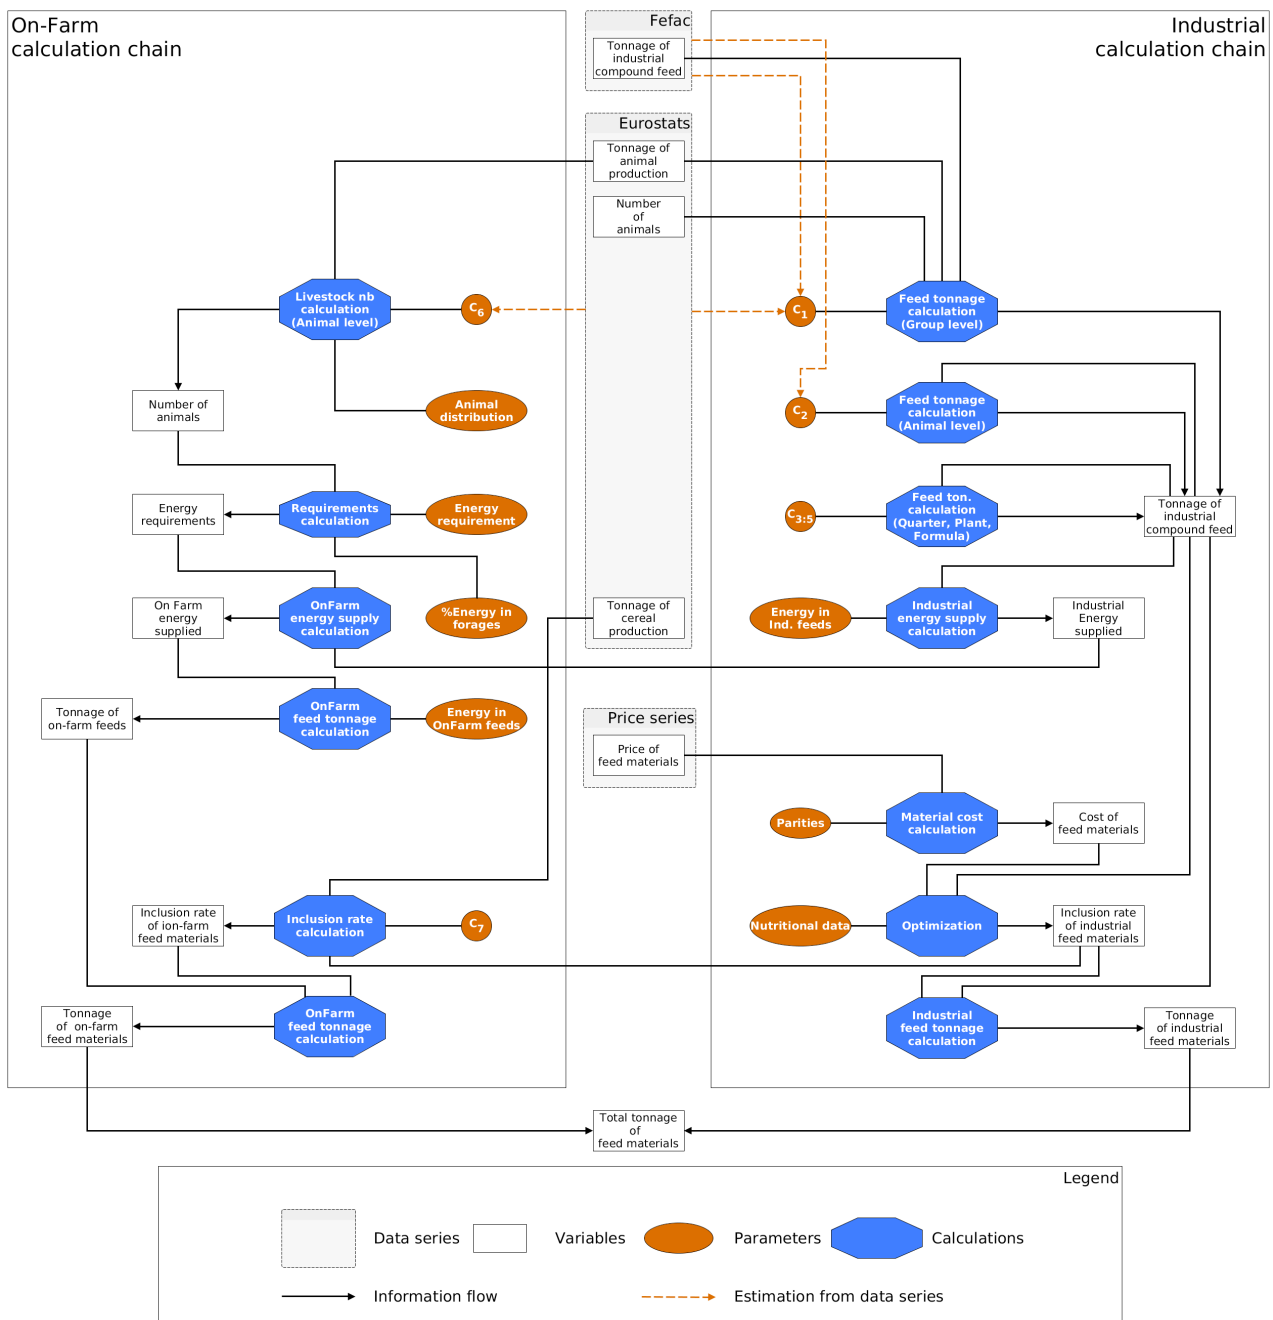 On-Farm
calculation chain
Fefac
Tonnage of
industrial
compound feed
Industrial
calculation chain
Eurostats
Tonnage of
animal
production
Number
of
animals
Livestock nb
calculation
(Animal level)
C6
C1
Feed tonnage
calculation
(Group level)
Number of
animals
Animal
distribution
C2
Feed tonnage
calculation
(Animal level)
Energy
requirements
Requirements
calculation
Energy
requirement
C3:5
Feed ton.
calculation
(Quarter, Plant,
Formula)
Tonnage of
industrial
compound feed
On Farm
energy
supplied
OnFarm
energy supply
calculation
%Energy in
forages
Tonnage of
cereal
production
Energy in
Ind. feeds
Industrial
energy supply
calculation
Industrial
Energy
supplied
Tonnage of
on-farm feeds
OnFarm
feed tonnage
calculation
Energy in
OnFarm feeds
Price series
Price of
feed materials
Parities
Material cost
calculation
Cost of
feed materials
Inclusion rate
of ion-farm
feed materials
Inclusion rate
calculation
C7
Nutritional data
Optimization
Inclusion rate
of industrial
feed materials
Tonnage
of on-farm
feed materials
OnFarm
feed tonnage
calculation
Industrial
feed tonnage
calculation
Tonnage
of industrial
feed materials
Total tonnage
of
feed materials
Legend
Data series
Variables
Parameters
Calculations
Information flow
Estimation from data series